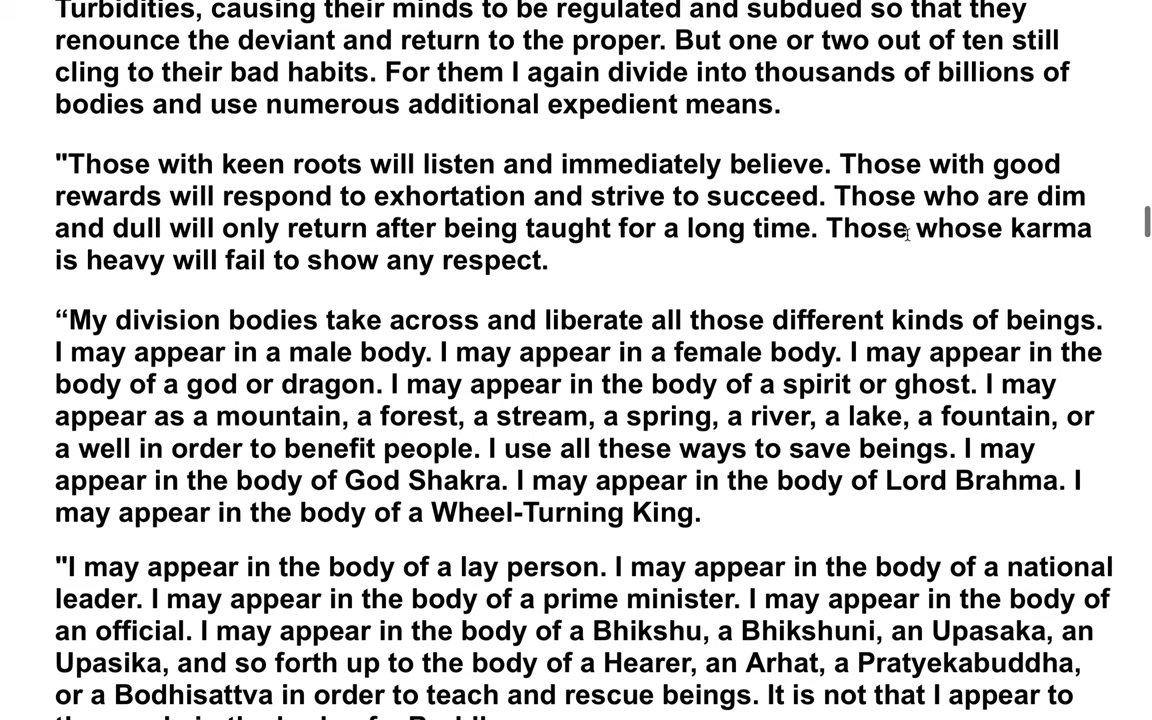 Turbidities, causing their minds to be regulated and subdued so that they
renounce the deviant and return to the proper. But one or two out of ten still
cling to their bad habits. For them I again divide into thousands of billions of
bodies and use numerous additional expedient means.
"Those with keen roots will listen and immediately believe. Those with good
rewards will respond to exhortation and strive to succeed. Those who are dim
and dull will only return after being taught for a long time. Those whose karma
is heavy will fail to show any respect.
“My division bodies take across and liberate all those different kinds of beings.
I may appear in a male body. I may appear in a female body. I may appear in the
body of a god or dragon. I may appear in the body of a spirit or ghost. I may
appear as a mountain, a forest, a stream, a spring, a river, a lake, a fountain, or
a well in order to benefit people. I use all these ways to save beings. I may
appear in the body of God Shakra. I may appear in the body of Lord Brahma. I
may appear in the body of a Wheel-Turning King.
"I may appear in the body of a lay person. I may appear in the body of a national
leader. I may appear in the body of a prime minister. I may appear in the body of
an official. I may appear in the body of a Bhikshu, a Bhikshuni, an Upasaka, an
Upasika, and so forth up to the body of a Hearer, an Arhat, a Pratyekabuddha,
or a Bodhisattva in order to teach and rescue beings. It is not that I appear to